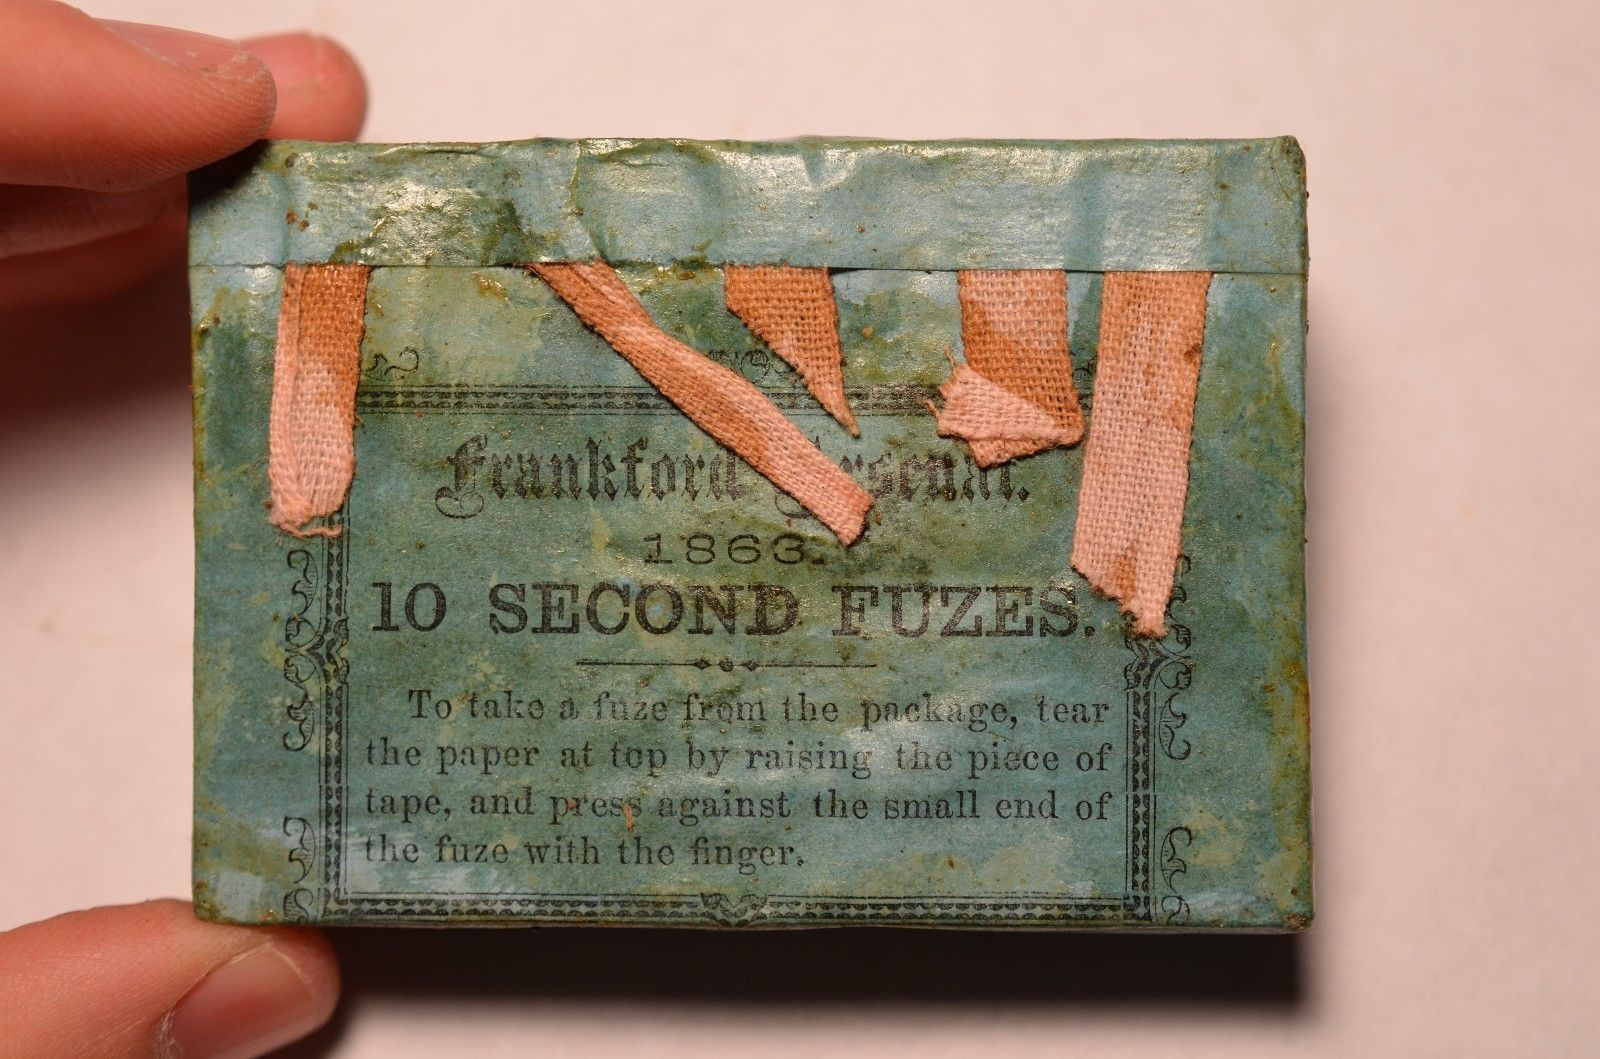 Frankford Arsenal.
1863.
10 SECOND FUZES.
To take a fuze from the package, tear
the paper at top by raising the piece of
tape, and press against the small end of
the fuze with the finger.